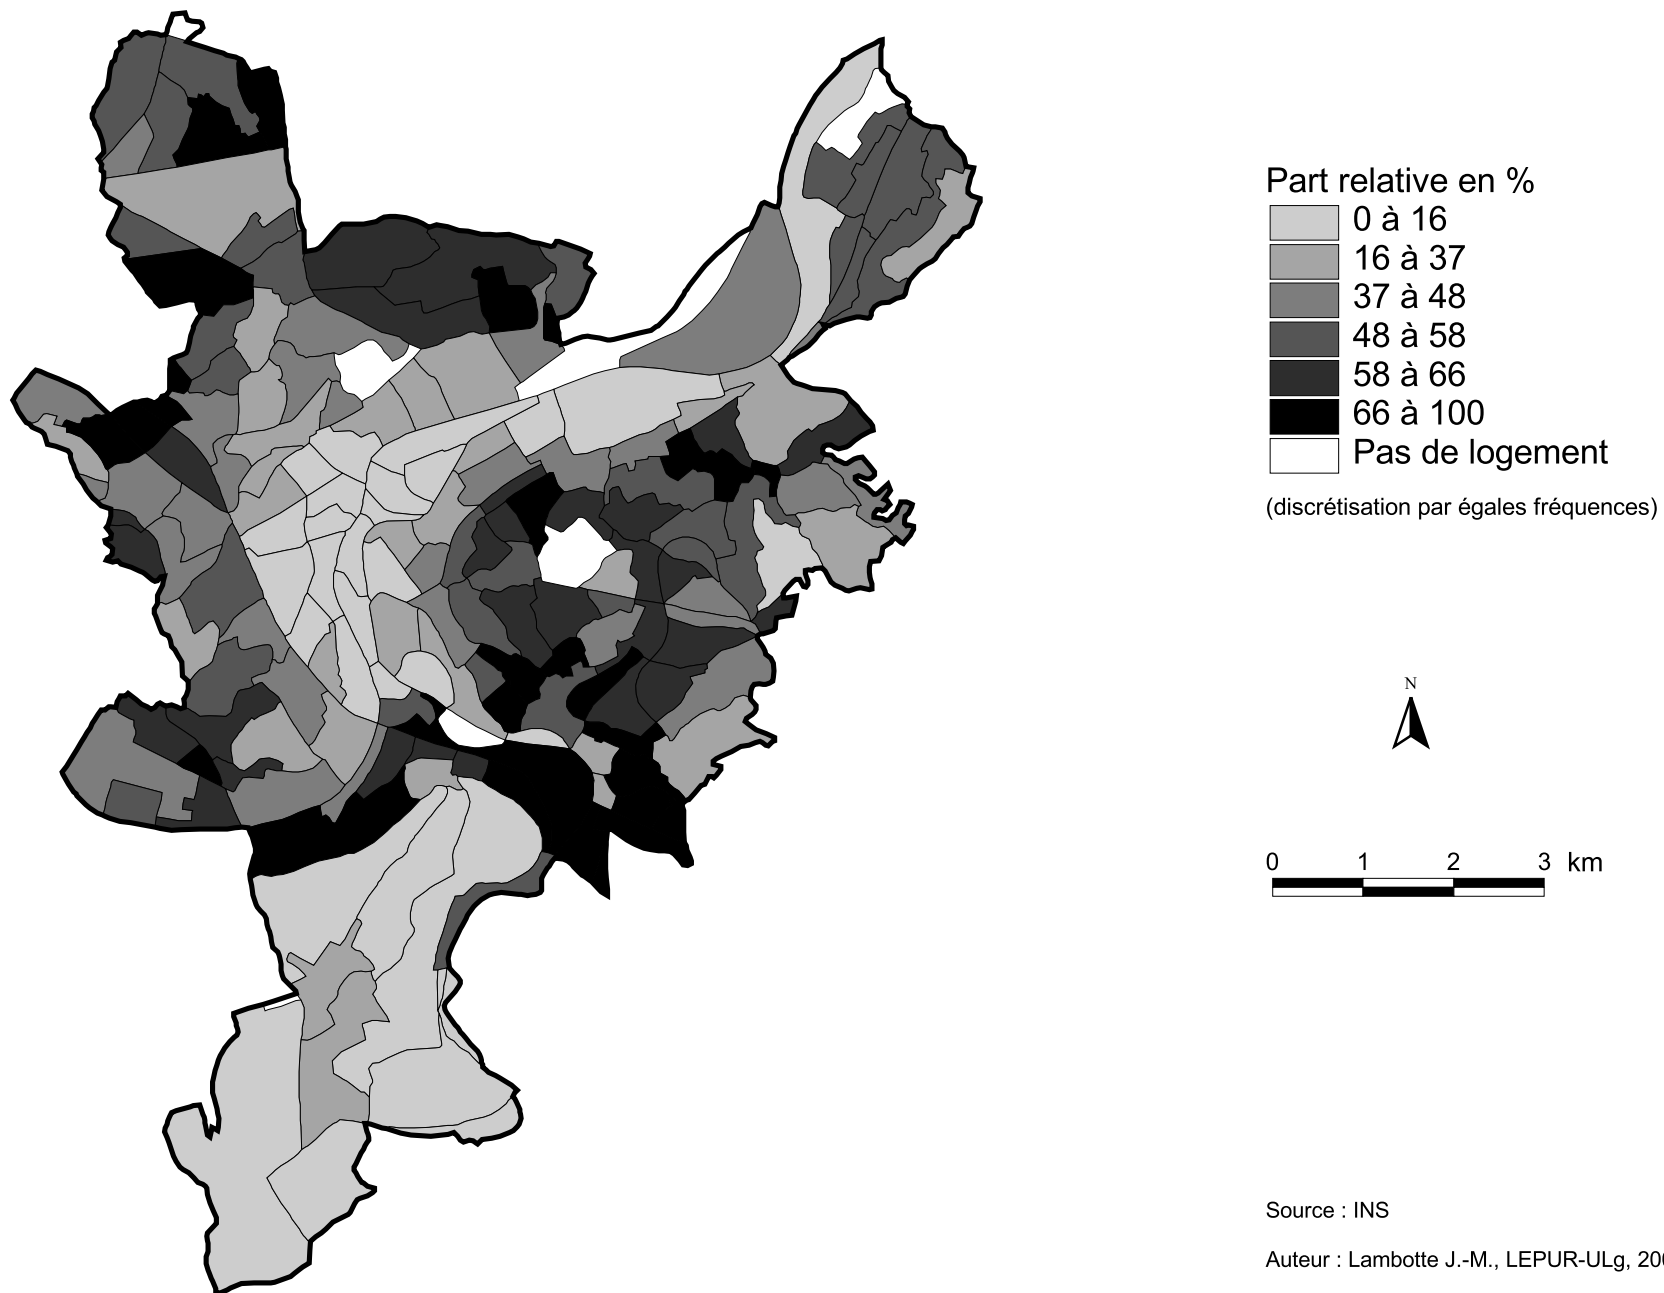 Part relative en %
0 à 16
16 à 37
37 à 48
48 à 58
58 à 66
66 à 100
Pas de logement
(discrétisation par égales fréquences)
N
0 1 2 3 km
Source : INS
Auteur : Lambotte J.-M., LEPUR-ULg,